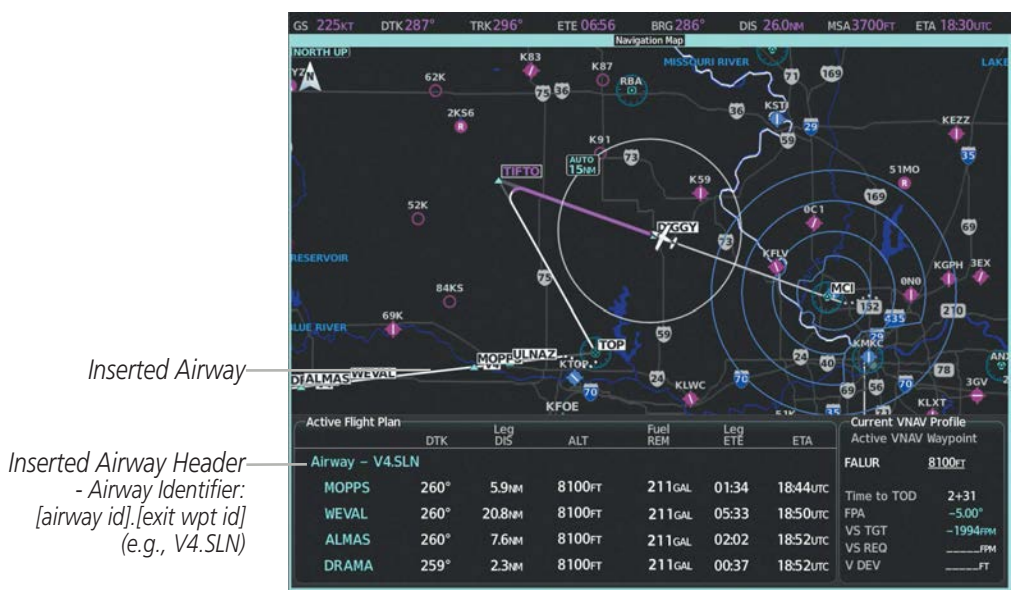 GS 225KT DTK 287° TRK 296° ETE 06:56 BRG 286° DIS 26.0NM MSA 3700FT ETA 18:30UTC
Navigation Map
NORTH UP
N
K83
K87
62K
RBA
MISSOURI RIVER
71
169
LAKE
75
36
2KS6
R
36
KSTJ
29
59
KEZZ
35
K91
AUTO
15NM
73
TIFTO
K59
51MO
R
169
52K
0C1
69
DIGGY
73
RESERVOIR
KFLV
KGPH
3EX
75
84KS
MCI
0N0
152
210
435
69K
BLUE RIVER
59
29
TOP
KMKC
MOPP
ULNAZ
V4
KTOP
24
40
78
ALMAS
WEVAL
70
24
KLWC
70
69
56
70
3GV
KFOE
KLXT
35
Inserted Airway
Active Flight Plan
DTK Leg DIS ALT Fuel REM Leg ETE ETA
Airway – V4.SLN
MOPPS 260° 5.9NM 8100FT 211GAL 01:34 18:44UTC
WEVAL 260° 20.8NM 8100FT 211GAL 05:33 18:50UTC
ALMAS 260° 7.6NM 8100FT 211GAL 02:02 18:52UTC
DRAMA 259° 2.3NM 8100FT 211GAL 00:37 18:52UTC
Current VNAV Profile
Active VNAV Waypoint
FALUR 8100FT
Time to TOD 2+31
FPA -5.00°
VS TGT -1994FPM
VS REQ _____FPM
V DEV _____FT
Inserted Airway Header
- Airway Identifier:
[airway id].[exit wpt id]
(e.g., V4.SLN)